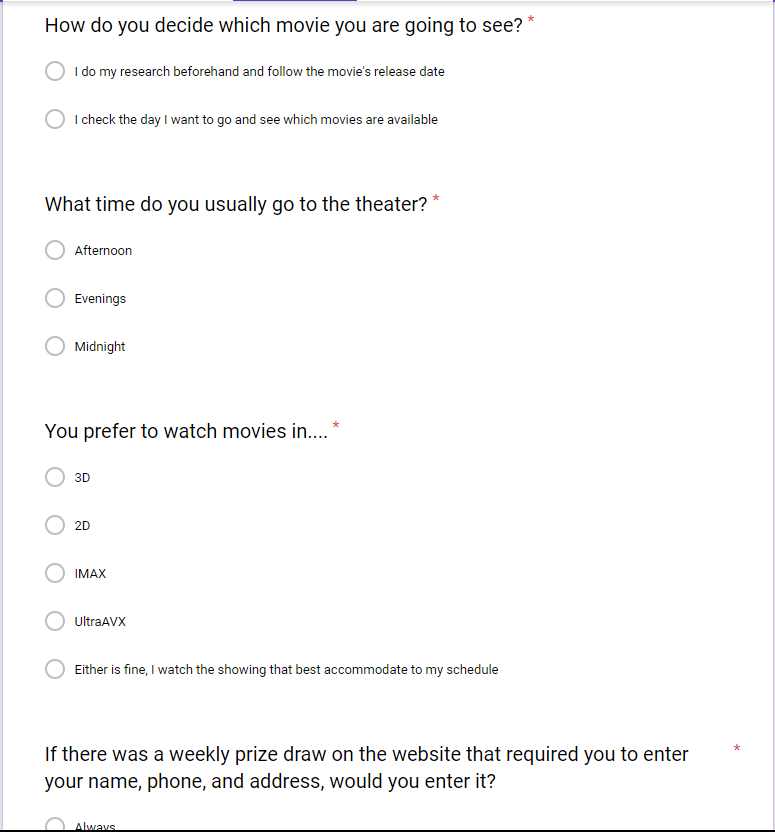 How do you decide which movie you are going to see? *
I do my research beforehand and follow the movie's release date
I check the day I want to go and see which movies are available
What time do you usually go to the theater? *
Afternoon
Evenings
Midnight
You prefer to watch movies in.... *
3D
2D
IMAX
UltraAVX
Either is fine, I watch the showing that best accommodate to my schedule
If there was a weekly prize draw on the website that required you to enter *
your name, phone, and address, would you enter it?
Always